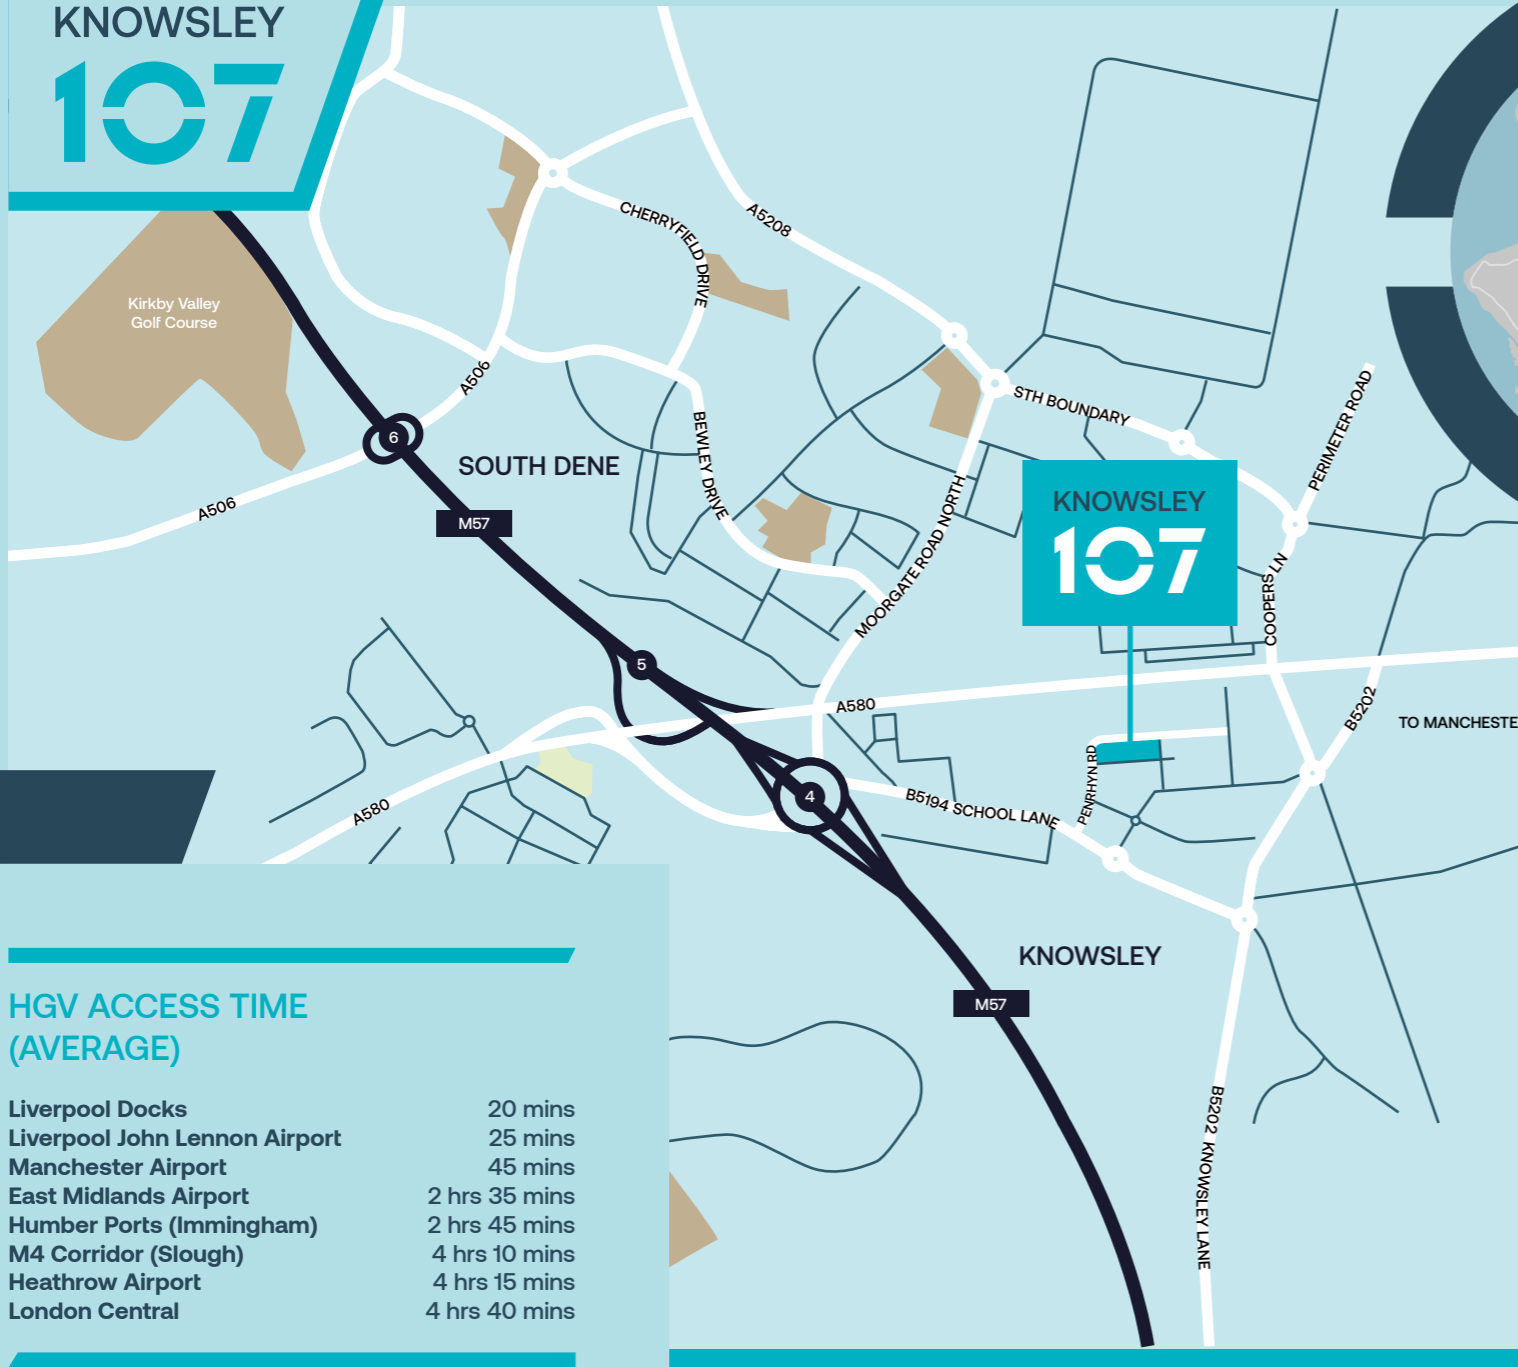 KNOWSLEY
107
A5208
CHERRYFIELD DRIVE
Kirkby Valley
Golf Course
A506
STH BOUNDARY
PERIMETER ROAD
6
SOUTH DENE
BEWLEY DRIVE
A506
M57
MOORGATE ROAD NORTH
KNOWSLEY
107
COOPERS LN
5
A580
B5202
TO MANCHESTE
A580
4
B5194 SCHOOL LANE
PENRHYN RD
KNOWSLEY
M57
B5202 KNOWSLEY LANE
HGV ACCESS TIME
(AVERAGE)
Liverpool Docks 20 mins
Liverpool John Lennon Airport 25 mins
Manchester Airport 45 mins
East Midlands Airport 2 hrs 35 mins
Humber Ports (Immingham) 2 hrs 45 mins
M4 Corridor (Slough) 4 hrs 10 mins
Heathrow Airport 4 hrs 15 mins
London Central 4 hrs 40 mins